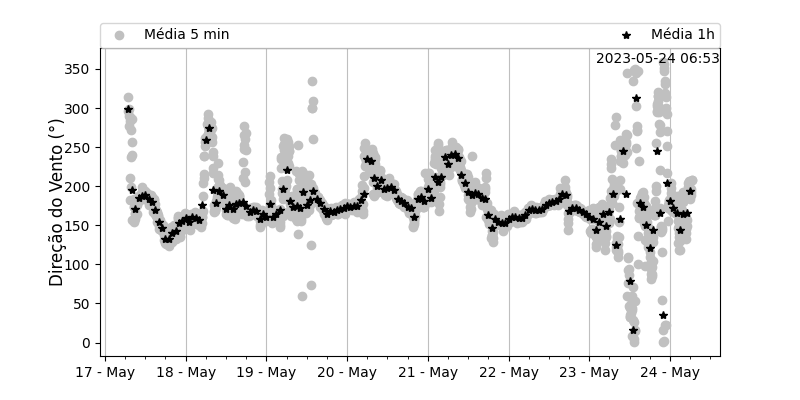 Média 5 min
Média 1h
2023-05-24 06:53
Direção do Vento (°)
350
300
250
200
150
100
50
0
17 - May
18 - May
19 - May
20 - May
21 - May
22 - May
23 - May
24 - May